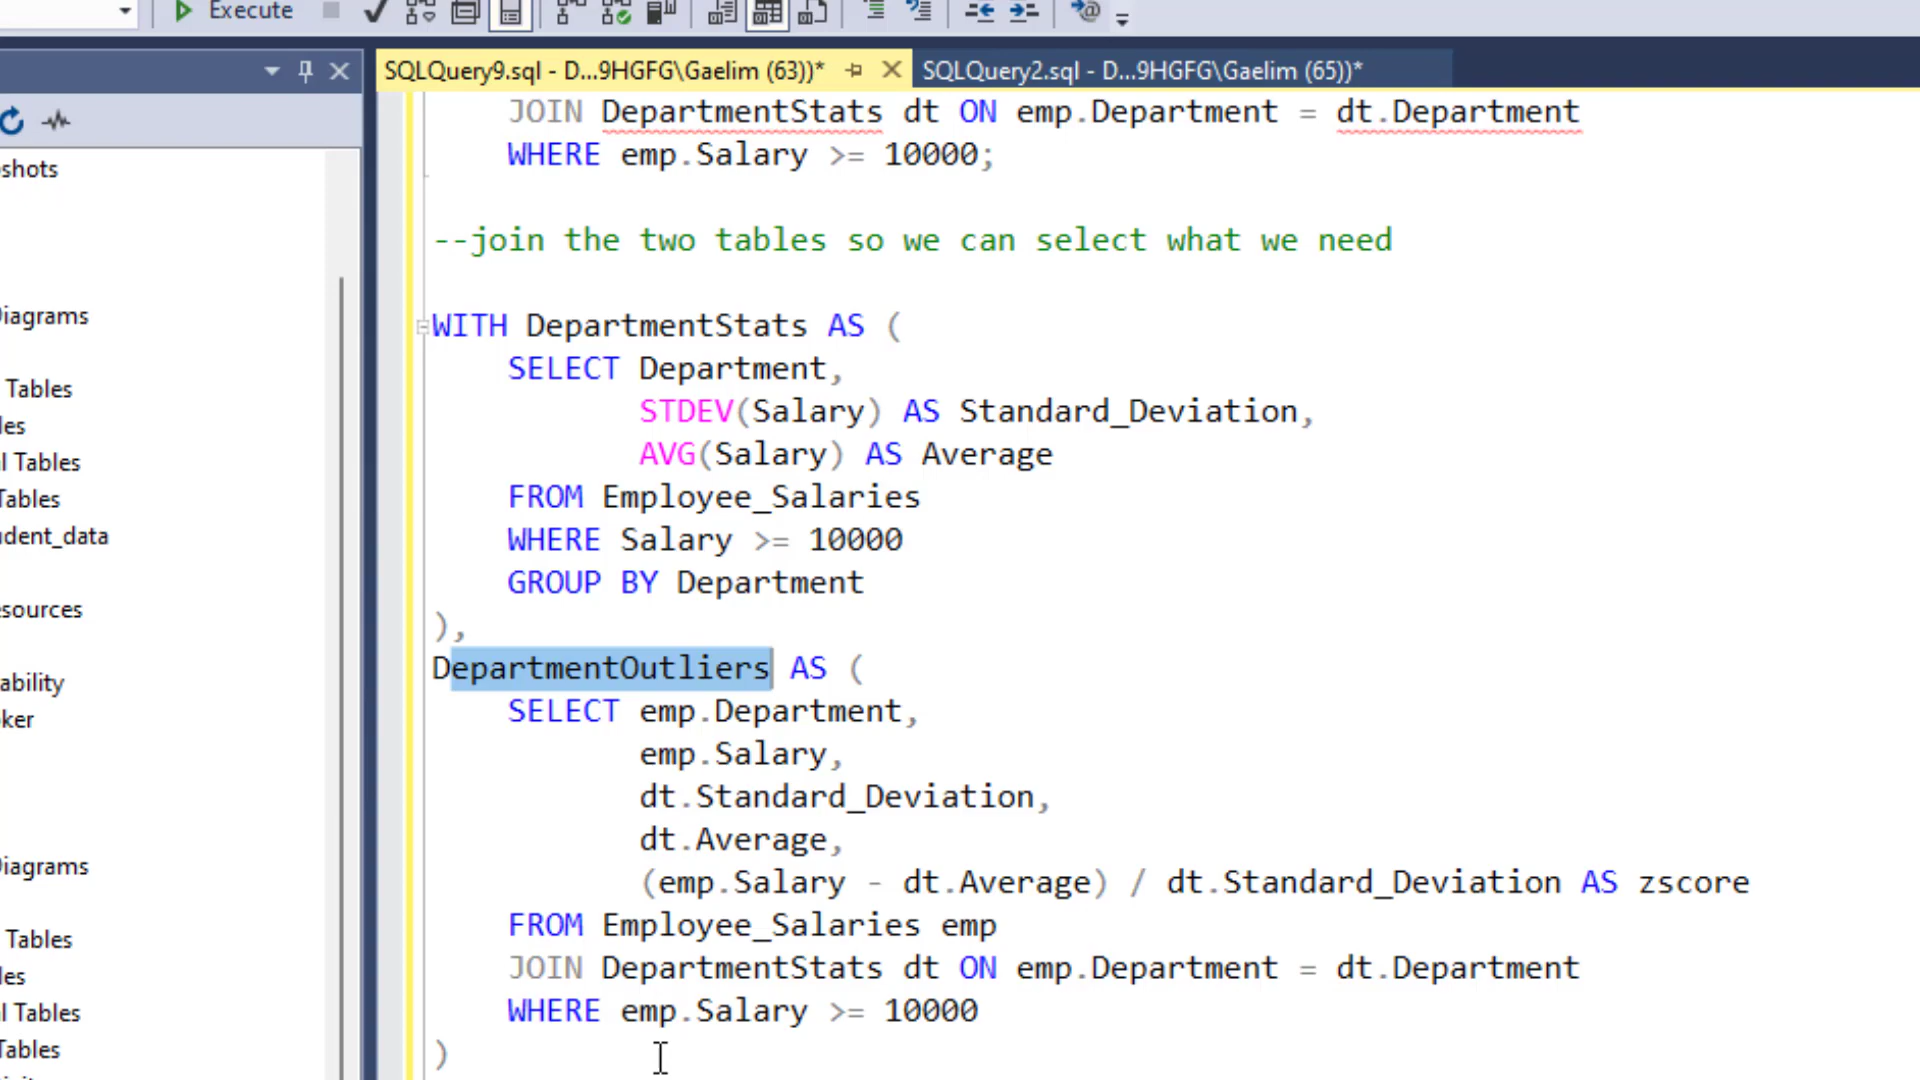 Execute
SQLQuery9.sql - D...9HGFG\Gaelim (63))*
SQLQuery2.sql - D...9HGFG\Gaelim (65))*
shots
iagrams
Tables
les
l Tables
Tables
udent_data
esources
ability
ker
iagrams
Tables
les
l Tables
Tables
JOIN DepartmentStats dt ON emp.Department = dt.Department
WHERE emp.Salary >= 10000;
--join the two tables so we can select what we need
WITH DepartmentStats AS (
SELECT Department,
STDEV(Salary) AS Standard_Deviation,
AVG(Salary) AS Average
FROM Employee_Salaries
WHERE Salary >= 10000
GROUP BY Department
),
DepartmentOutliers AS (
SELECT emp.Department,
emp.Salary,
dt.Standard_Deviation,
dt.Average,
(emp.Salary - dt.Average) / dt.Standard_Deviation AS zscore
FROM Employee_Salaries emp
JOIN DepartmentStats dt ON emp.Department = dt.Department
WHERE emp.Salary >= 10000
)